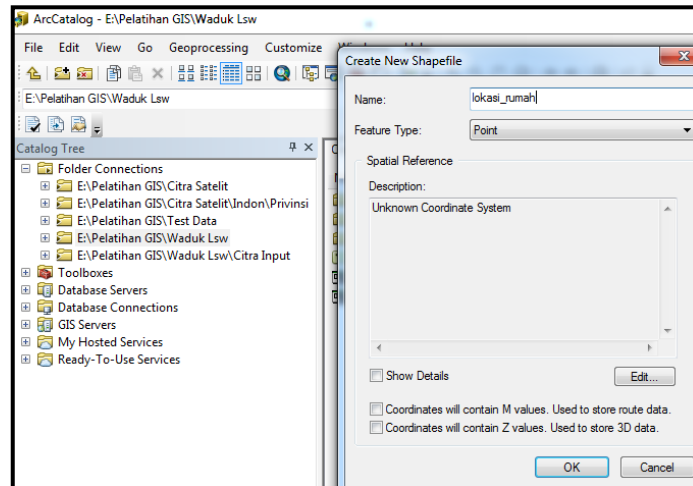 ArcCatalog - E:\Pelatihan GIS\Waduk Lsw
File Edit View Go Geoprocessing Customize
E:\Pelatihan GIS\Waduk Lsw
Catalog Tree
Folder Connections
E:\Pelatihan GIS\Citra Satelit
E:\Pelatihan GIS\Citra Satelit\Indon\Privinsi
E:\Pelatihan GIS\Test Data
E:\Pelatihan GIS\Waduk Lsw
E:\Pelatihan GIS\Waduk Lsw\Citra Input
Toolboxes
Database Servers
Database Connections
GIS Servers
My Hosted Services
Ready-To-Use Services
Create New Shapefile
Name: lokasi_rumah
Feature Type: Point
Spatial Reference
Description:
Unknown Coordinate System
Show Details
Edit...
Coordinates will contain M values. Used to store route data.
Coordinates will contain Z values. Used to store 3D data.
OK Cancel